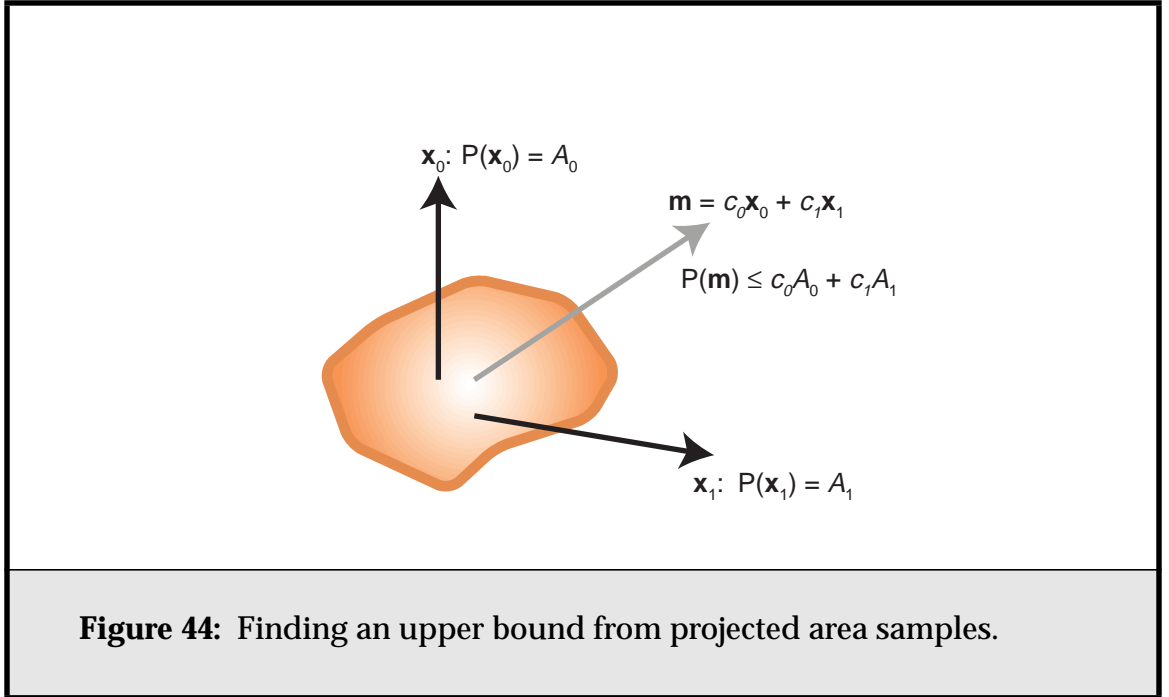 x₀: P(x₀) = A₀
m = c₀x₀ + c₁x₁
P(m) ≤ c₀A₀ + c₁A₁
x₁: P(x₁) = A₁
Figure 44: Finding an upper bound from projected area samples.